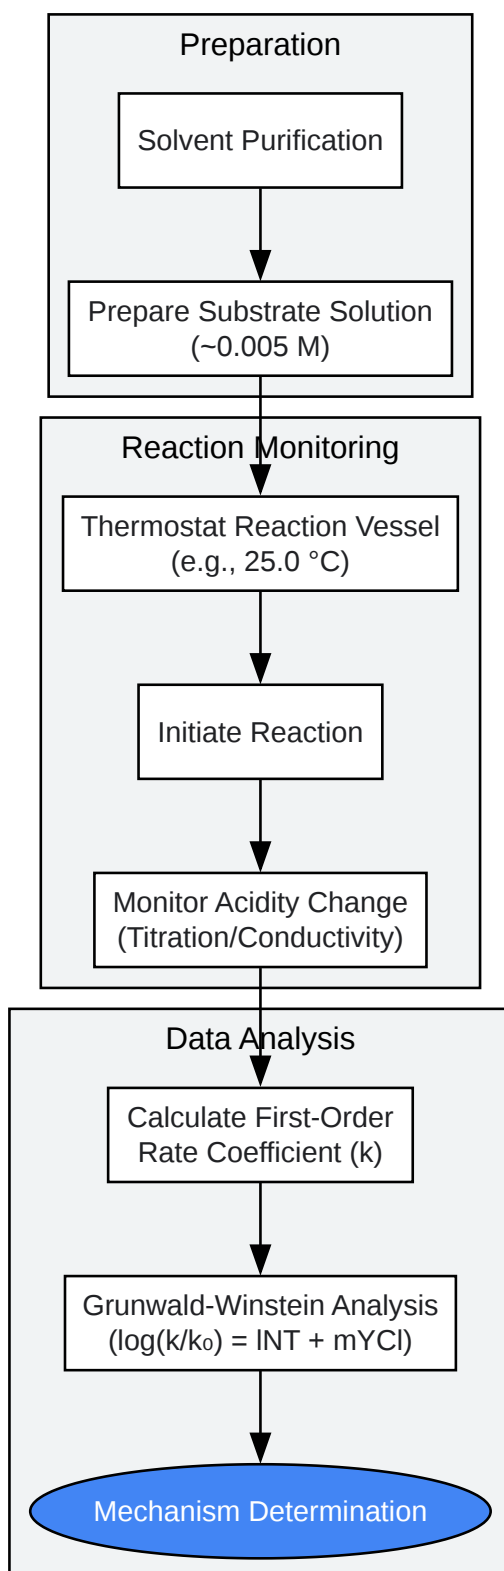 Preparation
Solvent Purification
Prepare Substrate Solution
(~0.005 M)
Reaction Monitoring
Thermostat Reaction Vessel
(e.g., 25.0 °C)
Initiate Reaction
Monitor Acidity Change
(Titration/Conductivity)
Data Analysis
Calculate First-Order
Rate Coefficient (k)
Grunwald-Winstein Analysis
(log(k/k₀) = lNT + mYCl)
Mechanism Determination